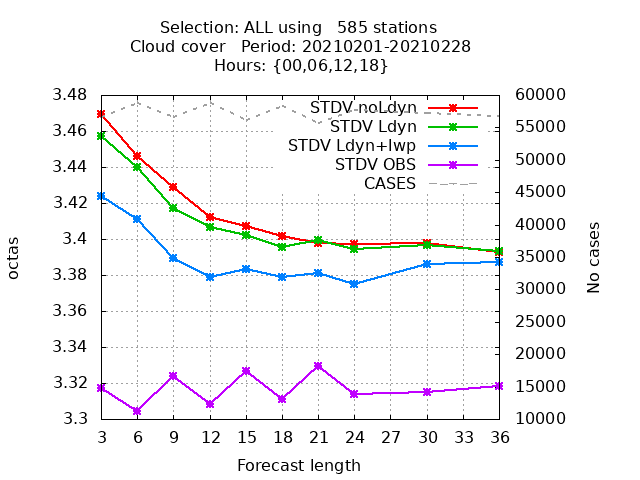 Selection: ALL using   585 stations
Cloud cover   Period: 20210201-20210228
Hours: {00,06,12,18}
STDV noLdyn
STDV Ldyn
STDV Ldyn+lwp
STDV OBS
CASES
3.48
3.46
3.44
3.42
3.4
3.38
3.36
3.34
3.32
3.3
octas
60000
55000
50000
45000
40000
35000
30000
25000
20000
15000
10000
No cases
3 6 9 12 15 18 21 24 27 30 33 36
Forecast length